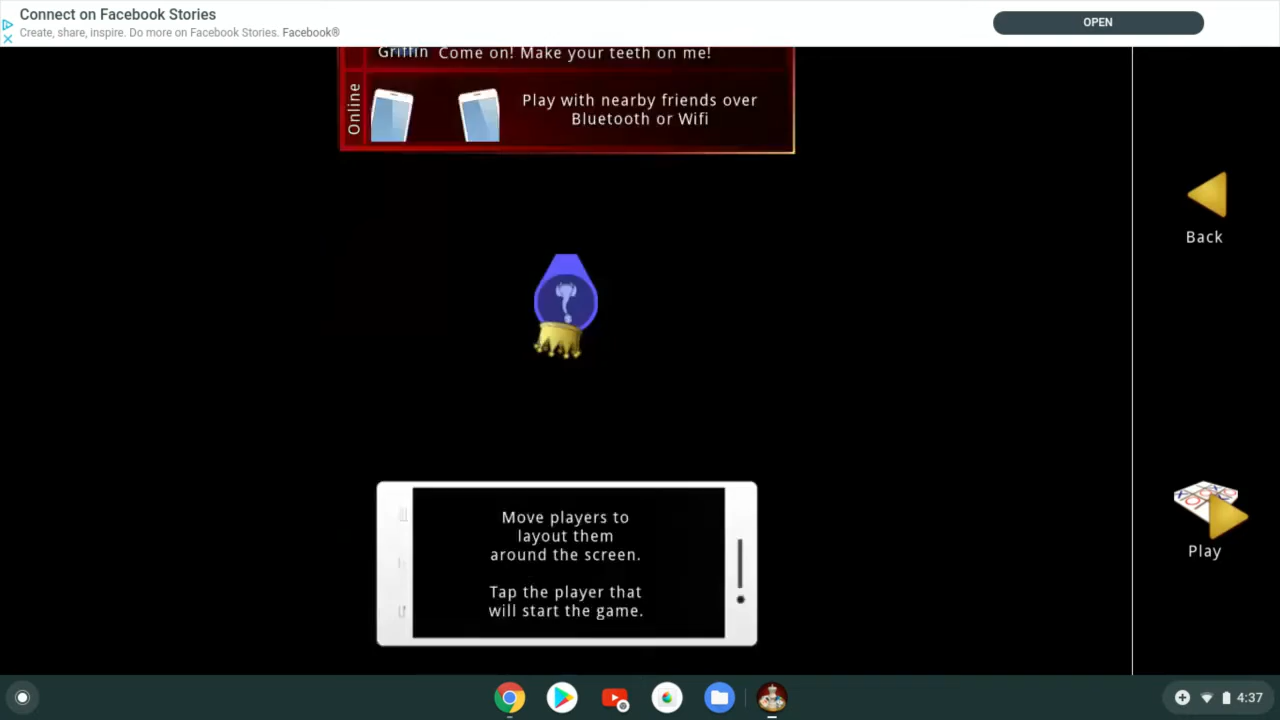 Connect on Facebook Stories
Create, share, inspire. Do more on Facebook Stories. Facebook®
OPEN
Griffin Come on! Make your teeth on me!
Online
Play with nearby friends over
Bluetooth or Wifi
Back
Move players to
layout them
around the screen.
Tap the player that
will start the game.
Play
4:37